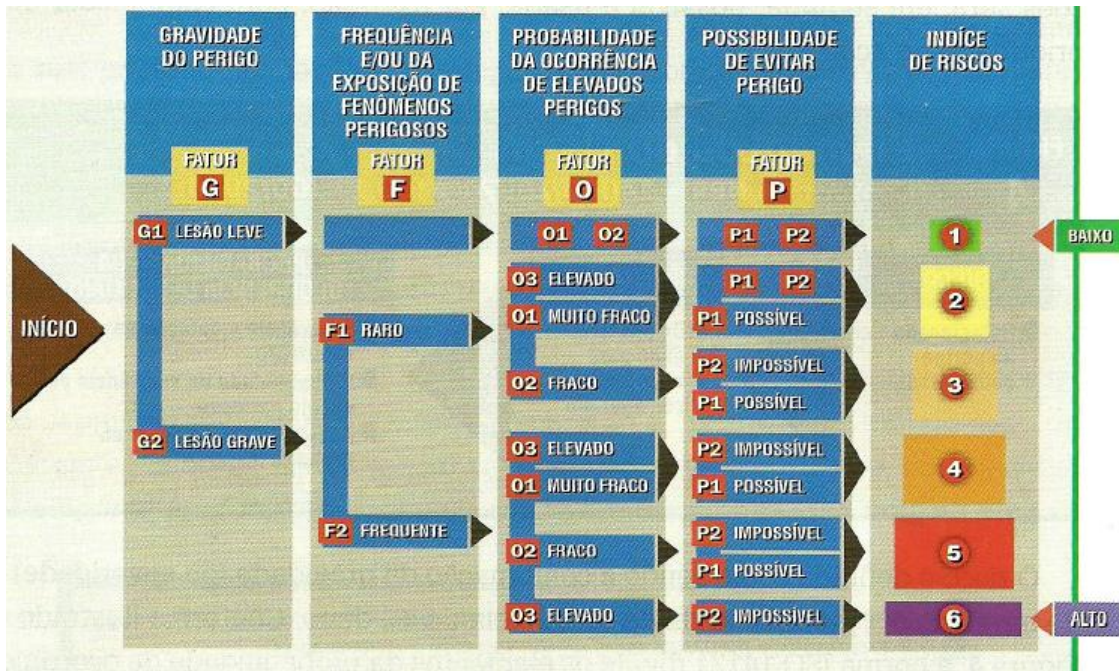 GRAVIDADE
DO PERIGO
FATOR
G
FREQUÊNCIA
E/OU DA
EXPOSIÇÃO DE
FENÔMENOS
PERIGOSOS
FATOR
F
PROBABILIDADE
DA OCORRÊNCIA
DE ELEVADOS
PERIGOS
FATOR
O
POSSIBILIDADE
DE EVITAR
PERIGO
FATOR
P
INDÍCE
DE RISCOS
INÍCIO
G1 LESÃO LEVE
G2 LESÃO GRAVE
F1 RARO
F2 FREQUENTE
O1 O2
O3 ELEVADO
O1 MUITO FRACO
O2 FRACO
O3 ELEVADO
O1 MUITO FRACO
O2 FRACO
O3 ELEVADO
P1 P2
P1 P2
P1 POSSÍVEL
P2 IMPOSSÍVEL
P1 POSSÍVEL
P2 IMPOSSÍVEL
P1 POSSÍVEL
P2 IMPOSSÍVEL
P1 POSSÍVEL
P2 IMPOSSÍVEL
1
2
3
4
5
6
BAIXO
ALTO